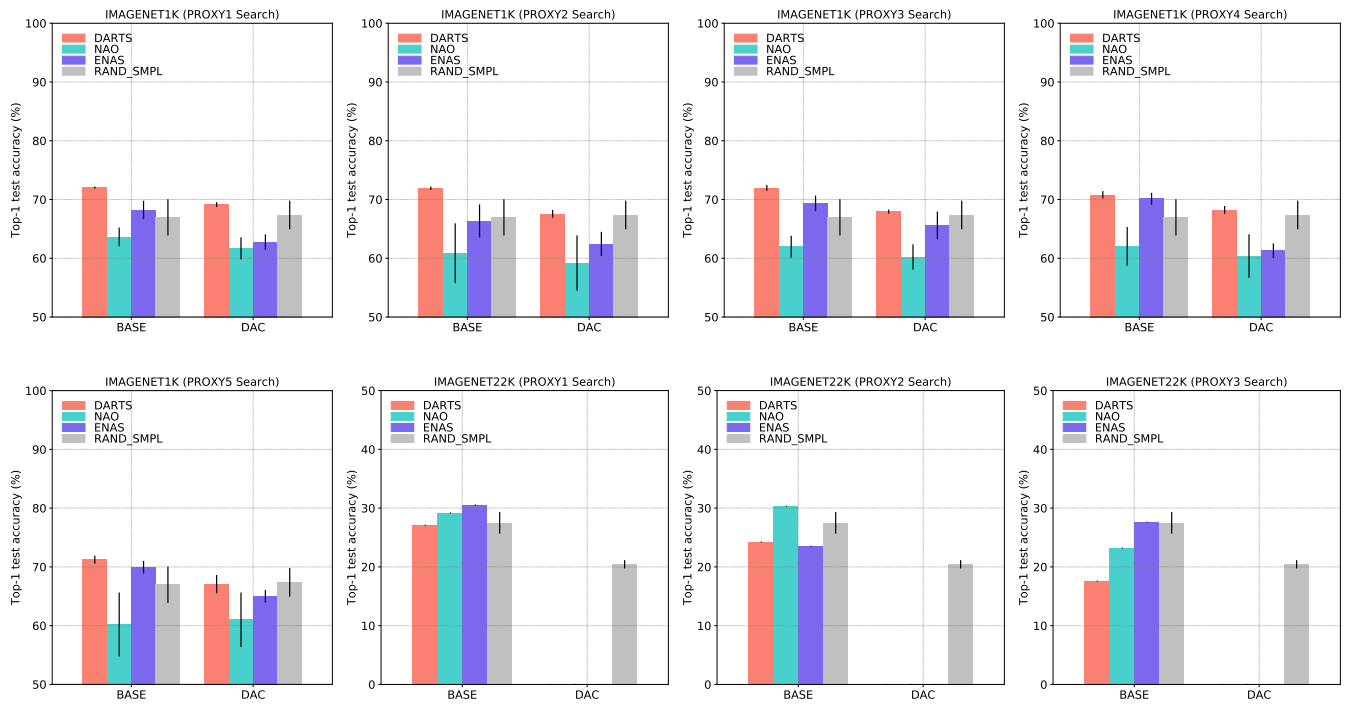 IMAGENET1K (PROXY1 Search)
Top-1 test accuracy (%)
100
90
80
70
60
50
DARTS
NAO
ENAS
RAND_SMPL
BASE
DAC
IMAGENET1K (PROXY2 Search)
Top-1 test accuracy (%)
100
90
80
70
60
50
DARTS
NAO
ENAS
RAND_SMPL
BASE
DAC
IMAGENET1K (PROXY3 Search)
Top-1 test accuracy (%)
100
90
80
70
60
50
DARTS
NAO
ENAS
RAND_SMPL
BASE
DAC
IMAGENET1K (PROXY4 Search)
Top-1 test accuracy (%)
100
90
80
70
60
50
DARTS
NAO
ENAS
RAND_SMPL
BASE
DAC
IMAGENET1K (PROXY5 Search)
Top-1 test accuracy (%)
100
90
80
70
60
50
DARTS
NAO
ENAS
RAND_SMPL
BASE
DAC
IMAGENET22K (PROXY1 Search)
Top-1 test accuracy (%)
50
40
30
20
10
0
DARTS
NAO
ENAS
RAND_SMPL
BASE
DAC
IMAGENET22K (PROXY2 Search)
Top-1 test accuracy (%)
50
40
30
20
10
0
DARTS
NAO
ENAS
RAND_SMPL
BASE
DAC
IMAGENET22K (PROXY3 Search)
Top-1 test accuracy (%)
50
40
30
20
10
0
DARTS
NAO
ENAS
RAND_SMPL
BASE
DAC